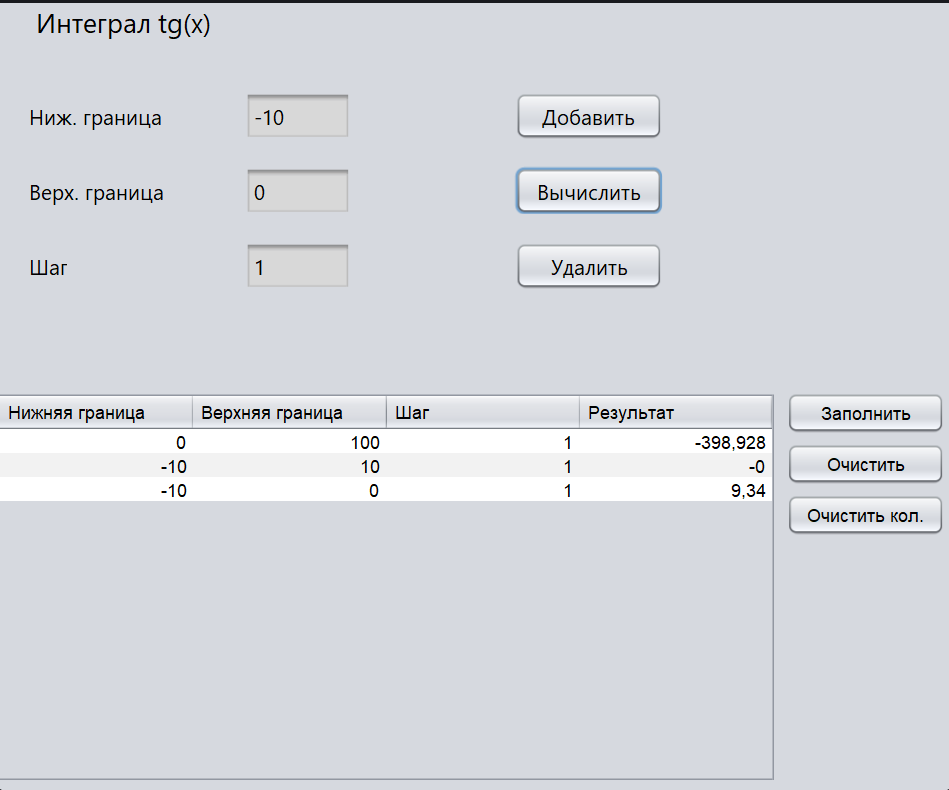 Интеграл tg(x)
Ниж. граница -10 Добавить
Верх. граница 0 Вычислить
Шаг 1 Удалить
Нижняя граница Верхняя граница Шаг Результат Заполнить
0 100 1 -398,928
-10 10 1 -0 Очистить
-10 0 1 9,34
Очистить кол.